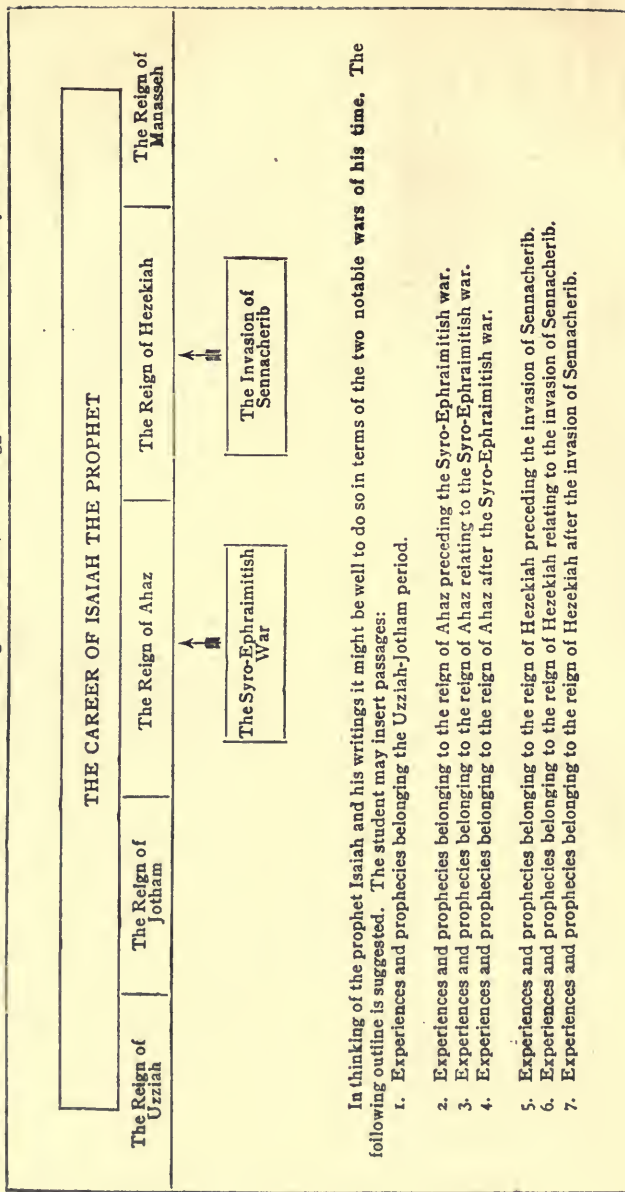 THE CAREER OF ISAIAH THE PROPHET
The Reign of
Uzziah
The Reign of
Jotham
The Reign of Ahaz
The Reign of Hezekiah
The Reign of
Manasseh
The Syro-Ephraimitish
War
The Invasion of
Sennacherib
In thinking of the prophet Isaiah and his writings it might be well to do so in terms of the two notable wars of his time. The
following outline is suggested. The student may insert passages:
1. Experiences and prophecies belonging the Uzziah-Jotham period.
2. Experiences and prophecies belonging to the reign of Ahaz preceding the Syro-Ephraimitish war.
3. Experiences and prophecies belonging to the reign of Ahaz relating to the Syro-Ephraimitish war.
4. Experiences and prophecies belonging to the reign of Ahaz after the Syro-Ephraimitish war.
5. Experiences and prophecies belonging to the reign of Hezekiah preceding the invasion of Sennacherib.
6. Experiences and prophecies belonging to the reign of Hezekiah relating to the invasion of Sennacherib.
7. Experiences and prophecies belonging to the reign of Hezekiah after the invasion of Sennacherib.